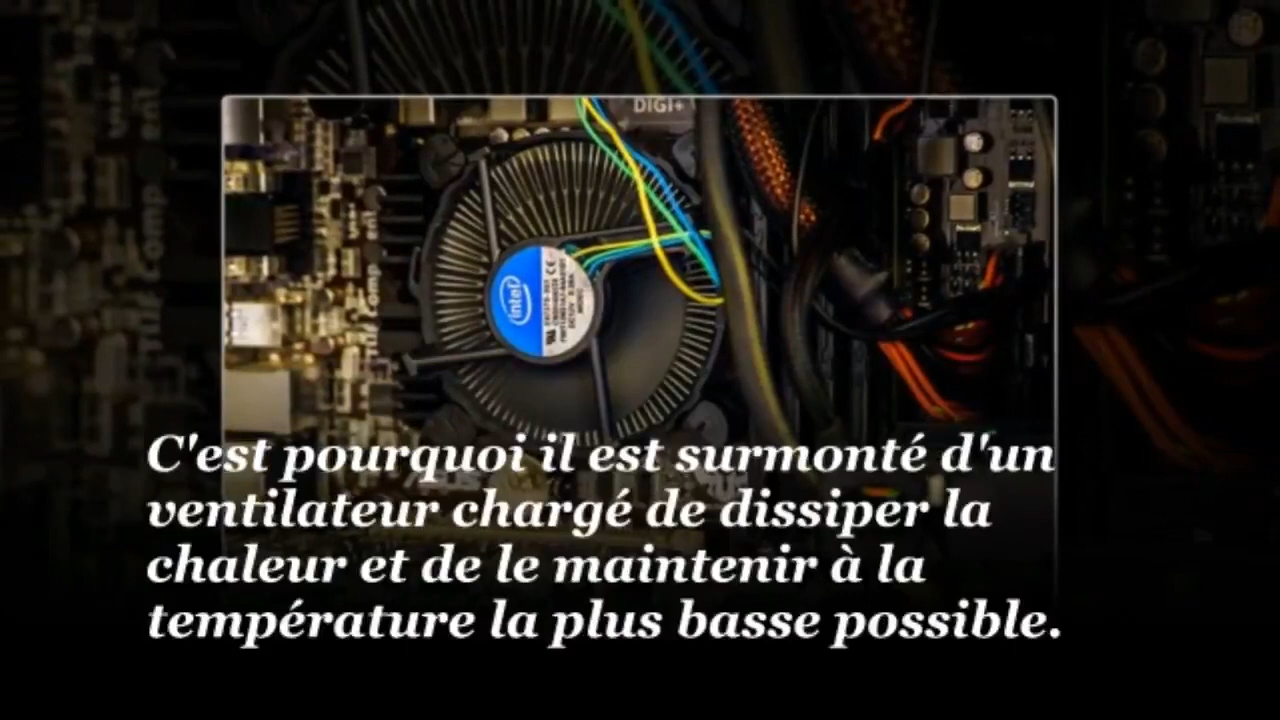 DIGI+
intel
C'est pourquoi il est surmonté d'un
ventilateur chargé de dissiper la
chaleur et de le maintenir à la
température la plus basse possible.